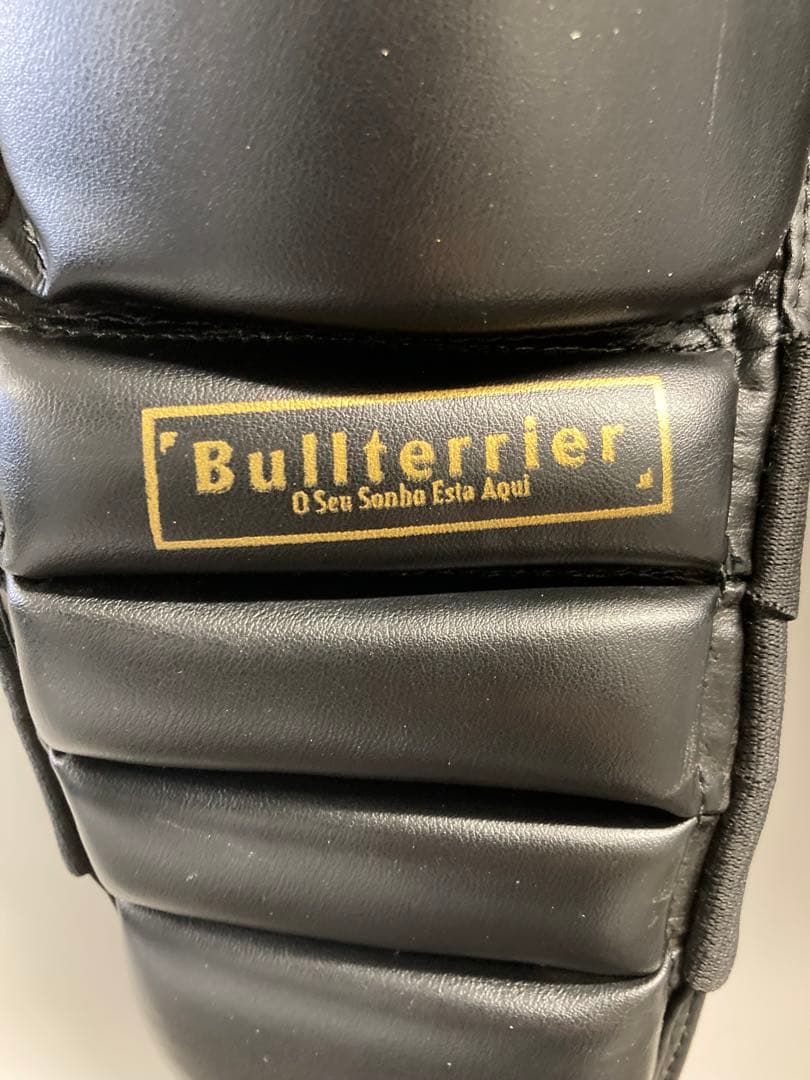 Bullterrier
O Seu Sonho Esta Aqui